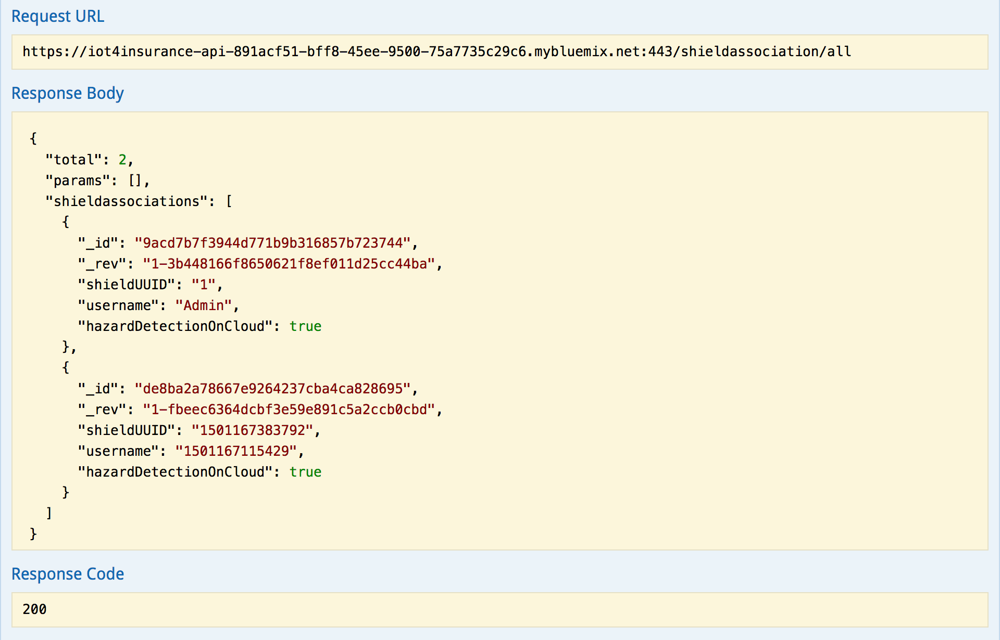 Request URL
https://iot4insurance-api-891acf51-bff8-45ee-9500-75a7735c29c6.mybluemix.net:443/shieldassociation/all
Response Body
{
  "total": 2,
  "params": [],
  "shieldassociations": [
    {
      "_id": "9acd7b7f3944d771b9b316857b723744",
      "_rev": "1-3b448166f8650621f8ef011d25cc44ba",
      "shieldUUID": "1",
      "username": "Admin",
      "hazardDetectionOnCloud": true
    },
    {
      "_id": "de8ba2a78667e9264237cba4ca828695",
      "_rev": "1-fbeec6364dcbf3e59e891c5a2ccb0cbd",
      "shieldUUID": "1501167383792",
      "username": "1501167115429",
      "hazardDetectionOnCloud": true
    }
  ]
}
Response Code
200